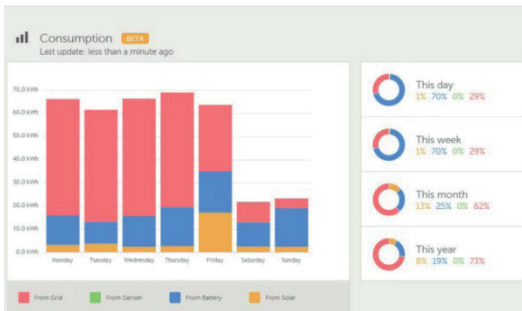 Consumption BETA
Last update: less than a minute ago
70.0 kWh
60.0 kWh
50.0 kWh
40.0 kWh
30.0 kWh
20.0 kWh
10.0 kWh
0.0 kWh
Monday Tuesday Wednesday Thursday Friday Saturday Sunday
From Grid From Genset From Battery From Solar
This day
1% 70% 0% 29%
This week
1% 70% 0% 29%
This month
13% 25% 0% 62%
This year
8% 19% 0% 73%